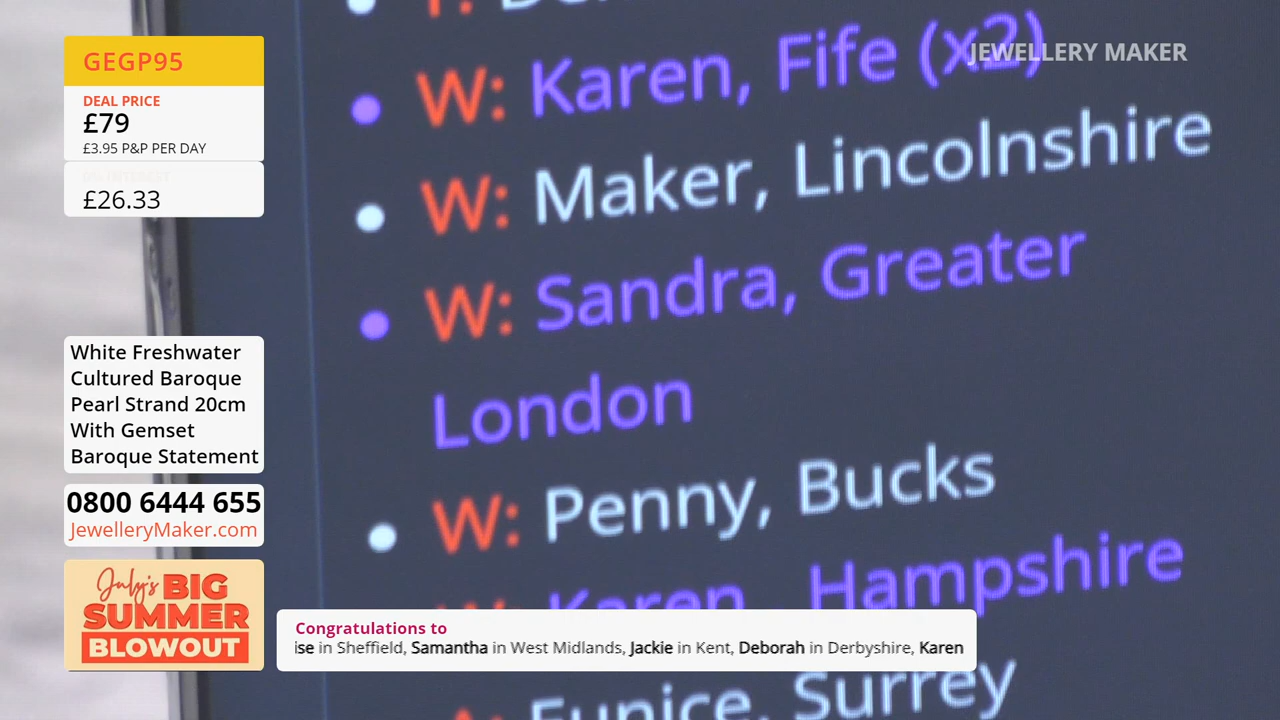 GEGP95
DEAL PRICE
£79
£3.95 P&P PER DAY
£26.33
White Freshwater
Cultured Baroque
Pearl Strand 20cm
With Gemset
Baroque Statement
0800 6444 655
JewelleryMaker.com
July's BIG
SUMMER
BLOWOUT
JEWELLERY MAKER
W: Karen, Fife (x2)
W: Maker, Lincolnshire
W: Sandra, Greater
London
W: Penny, Bucks
Karen, Hampshire
Eunice, Surrey
Congratulations to
ise in Sheffield, Samantha in West Midlands, Jackie in Kent, Deborah in Derbyshire, Karen